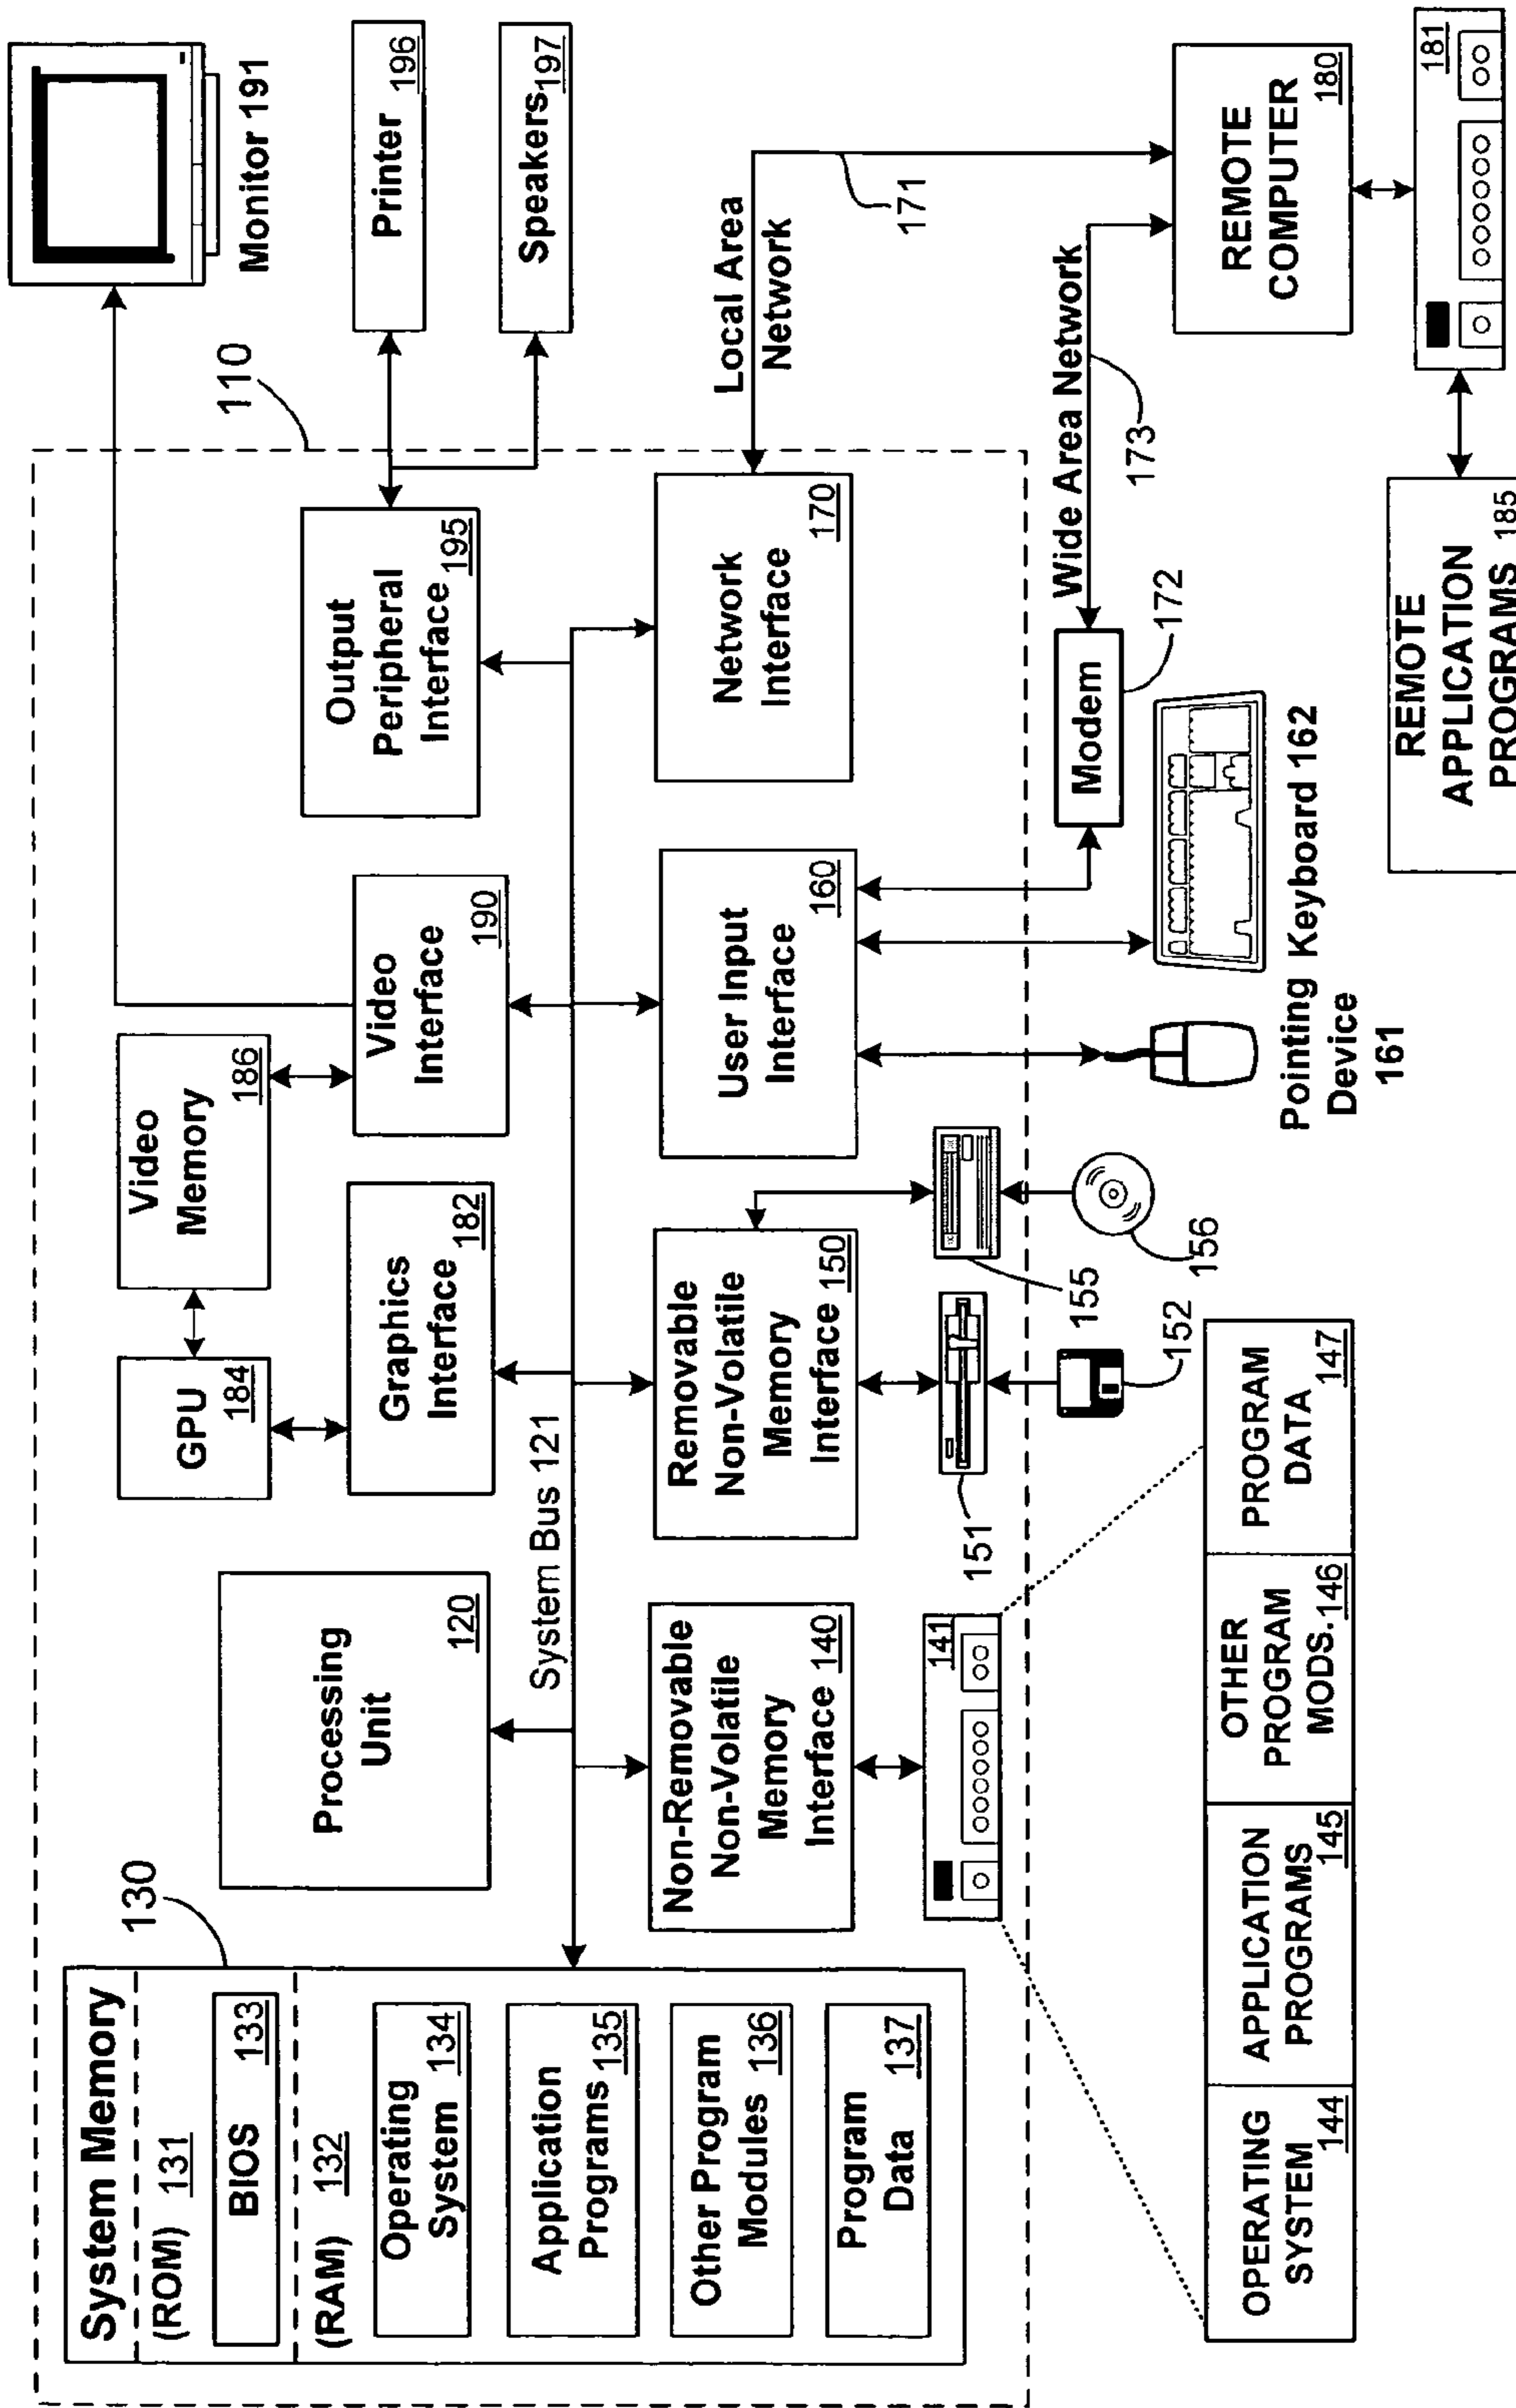 System Memory
(ROM) 131
BIOS 133
(RAM) 132
Operating
System 134
Application
Programs 135
Other Program
Modules 136
Program
Data 137
130
Processing
Unit
120
System Bus 121
GPU
184
Video
Memory
186
Graphics
Interface
182
Video
Interface
190
Output
Peripheral
Interface 195
110
Monitor 191
Printer
196
Speakers
197
Non-Removable
Non-Volatile
Memory
Interface 140
Removable
Non-Volatile
Memory
Interface 150
User Input
Interface
160
Network
Interface
170
Local Area
Network
171
141
151
155
152
156
Modem
172
Wide Area Network
173
Pointing
Device
161
Keyboard 162
REMOTE
COMPUTER
180
181
REMOTE
APPLICATION
PROGRAMS 185
OPERATING
SYSTEM
144
APPLICATION
PROGRAMS
145
OTHER
PROGRAM
MODS. 146
PROGRAM
DATA
147